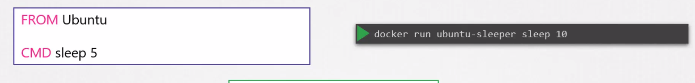 FROM Ubuntu
CMD sleep 5
docker run ubuntu-sleeper sleep 10